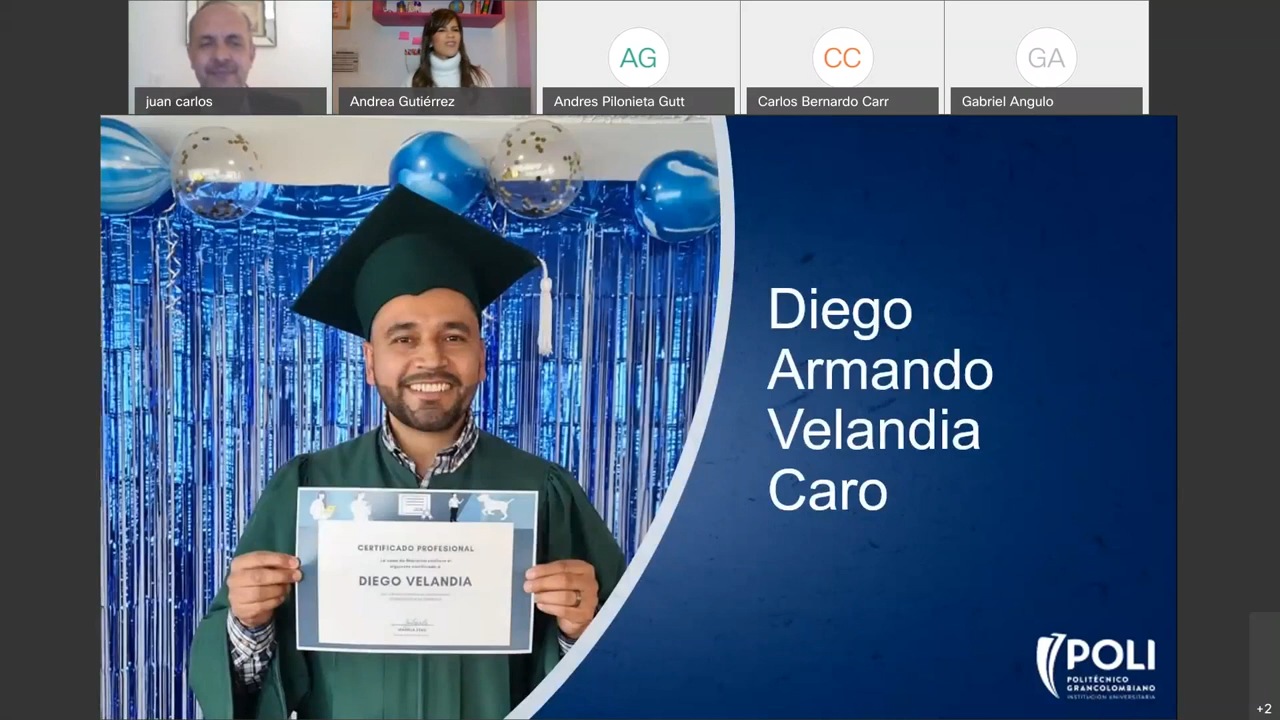 juan carlos
Andrea Gutiérrez
Andres Pilonieta Gutt
Carlos Bernardo Carr
Gabriel Angulo
AG
CC
GA
Diego
Armando
Velandia
Caro
CERTIFICADO PROFESIONAL
DIEGO VELANDIA
POLI
POLITÉCNICO
GRANCOLOMBIANO
INSTITUCIÓN UNIVERSITARIA
+2